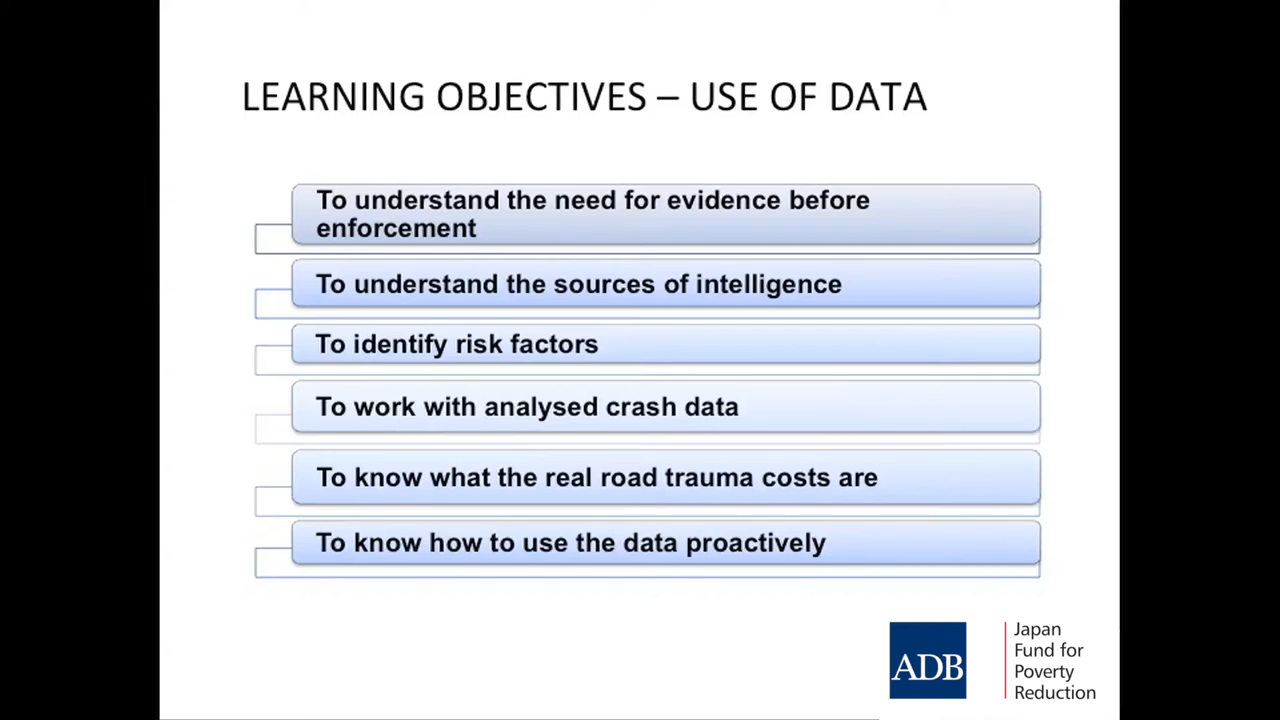 LEARNING OBJECTIVES – USE OF DATA
To understand the need for evidence before
enforcement
To understand the sources of intelligence
To identify risk factors
To work with analysed crash data
To know what the real road trauma costs are
To know how to use the data proactively
ADB
Japan
Fund for
Poverty
Reduction